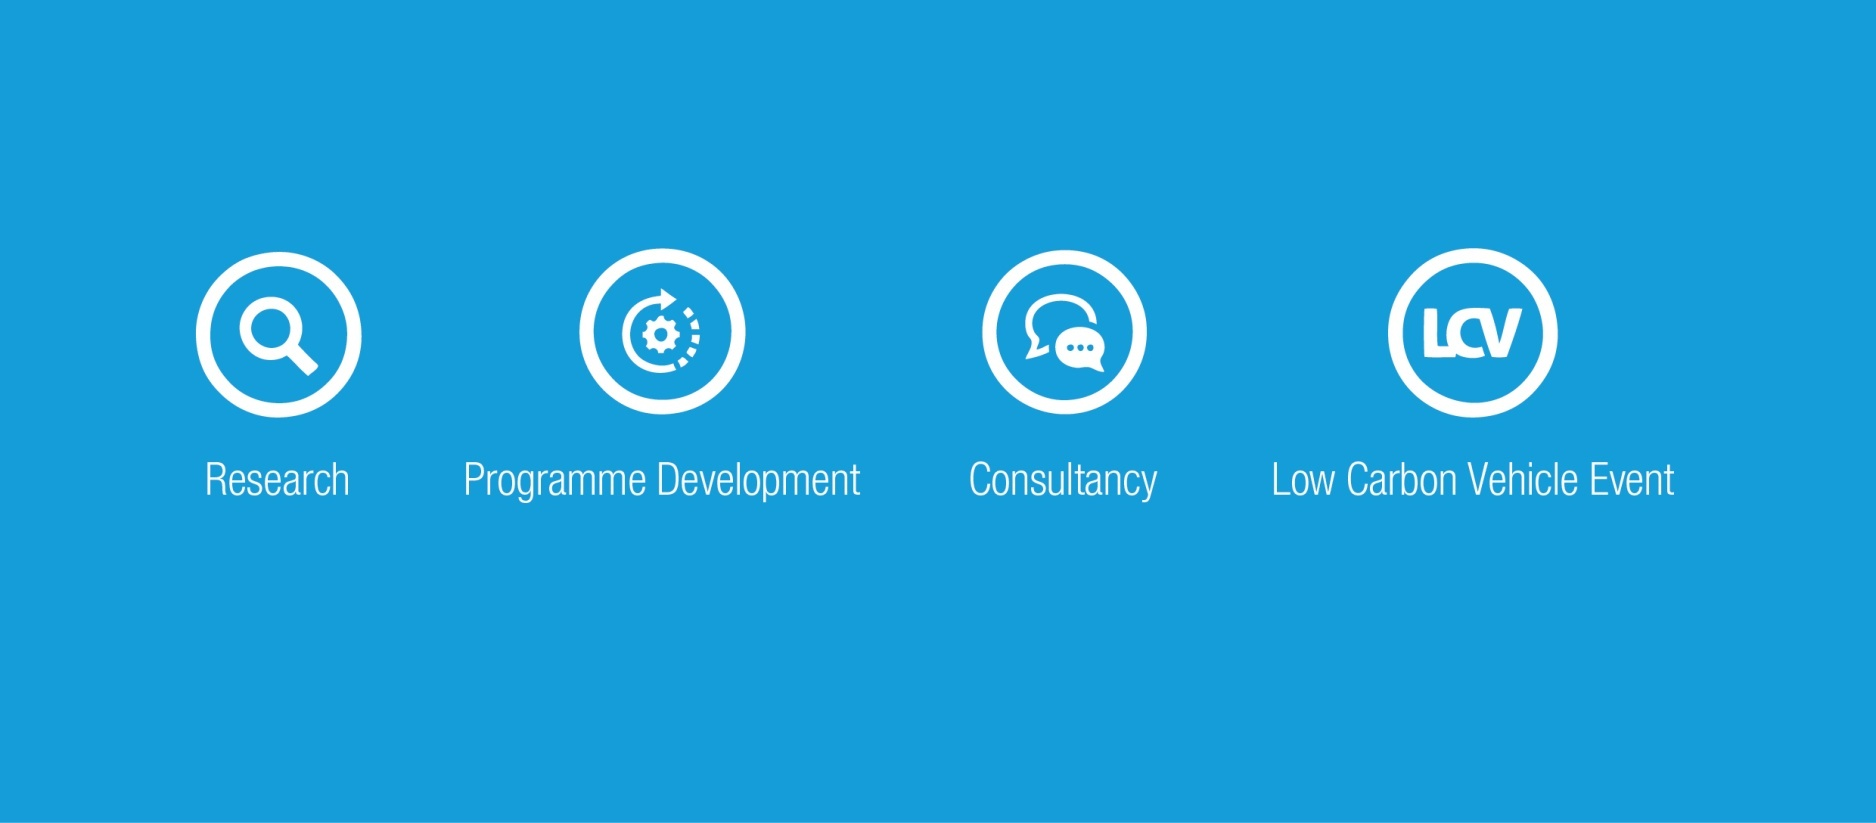 LCV
Research
Programme Development
Consultancy
Low Carbon Vehicle Event